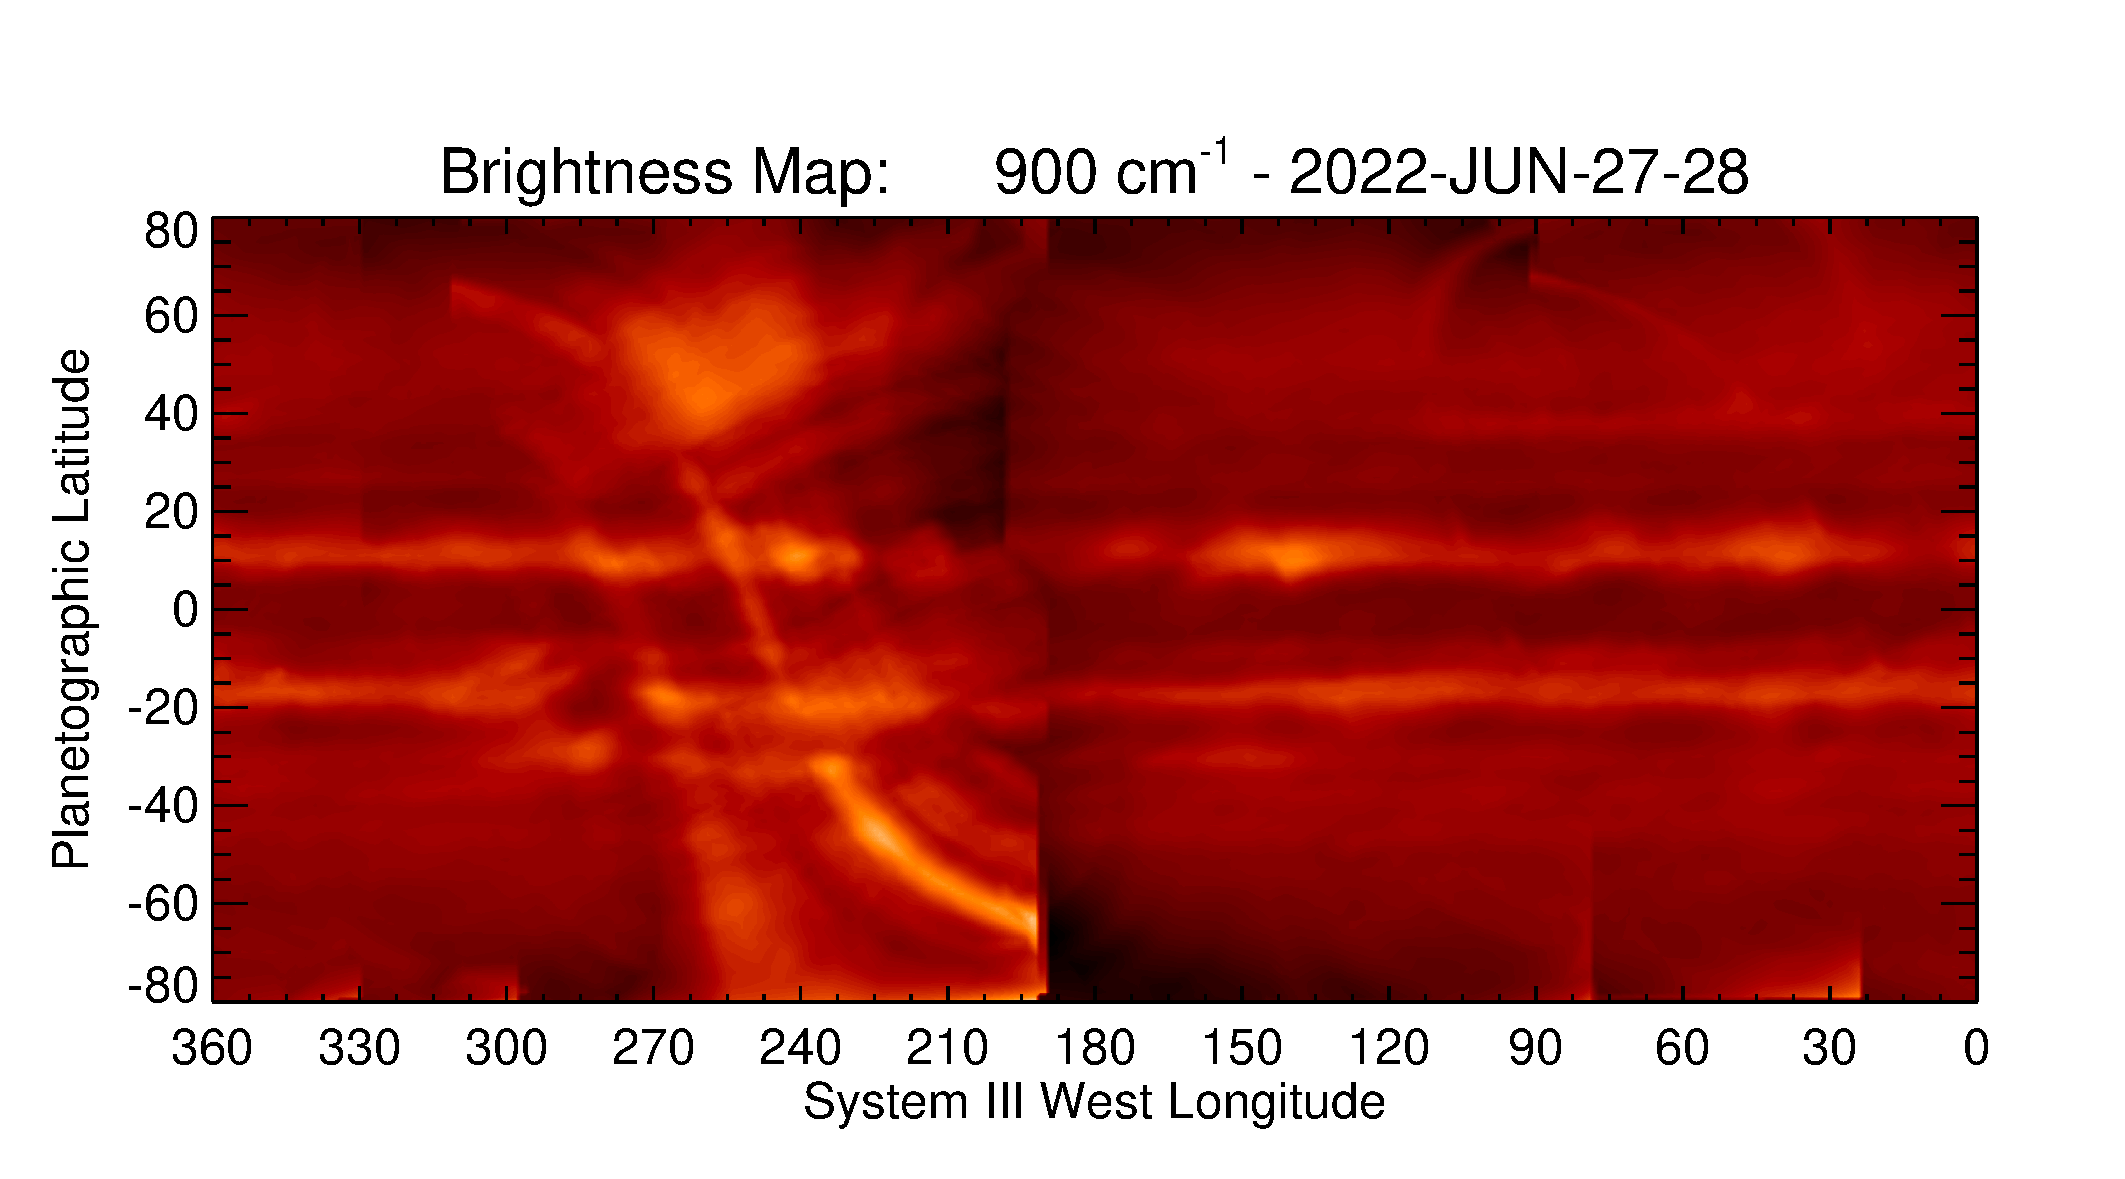 Brightness Map: 900 cm⁻¹ - 2022-JUN-27-28
80
60
40
20
0
-20
-40
-60
-80
Planetographic Latitude
360 330 300 270 240 210 180 150 120 90 60 30 0
System III West Longitude